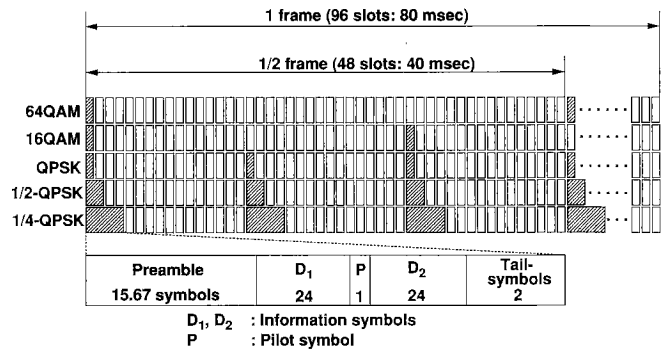 1 frame (96 slots: 80 msec)
1/2 frame (48 slots: 40 msec)
64QAM
16QAM
QPSK
1/2-QPSK
1/4-QPSK
Preamble D1 P D2 Tail-symbols
15.67 symbols 24 1 24 2
D1, D2 : Information symbols
P : Pilot symbol